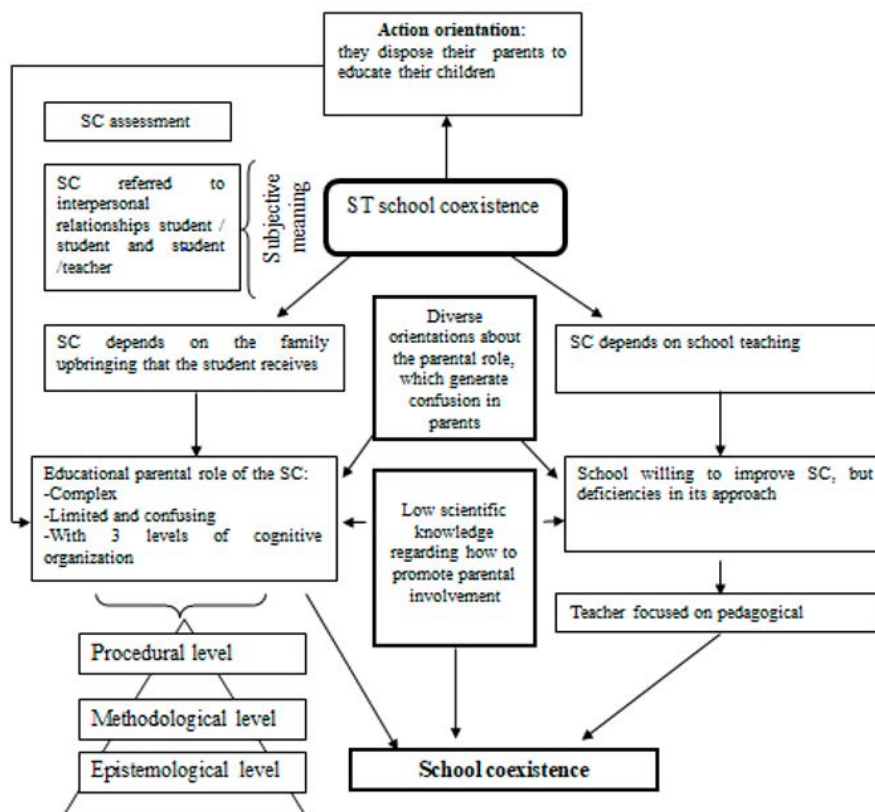 Action orientation:
they dispose their parents to
educate their children
SC assessment
SC referred to
interpersonal
relationships student /
student and student
/teacher
Subjective
meaning
ST school coexistence
SC depends on the family
upbringing that the student receives
Diverse
orientations about
the parental role,
which generate
confusion in
parents
SC depends on school teaching
Educational parental role of the SC:
-Complex
-Limited and confusing
-With 3 levels of cognitive
organization
Low scientific
knowledge
regarding how to
promote parental
involvement
School willing to improve SC, but
deficiencies in its approach
Teacher focused on pedagogical
Procedural level
Methodological level
Epistemological level
School coexistence